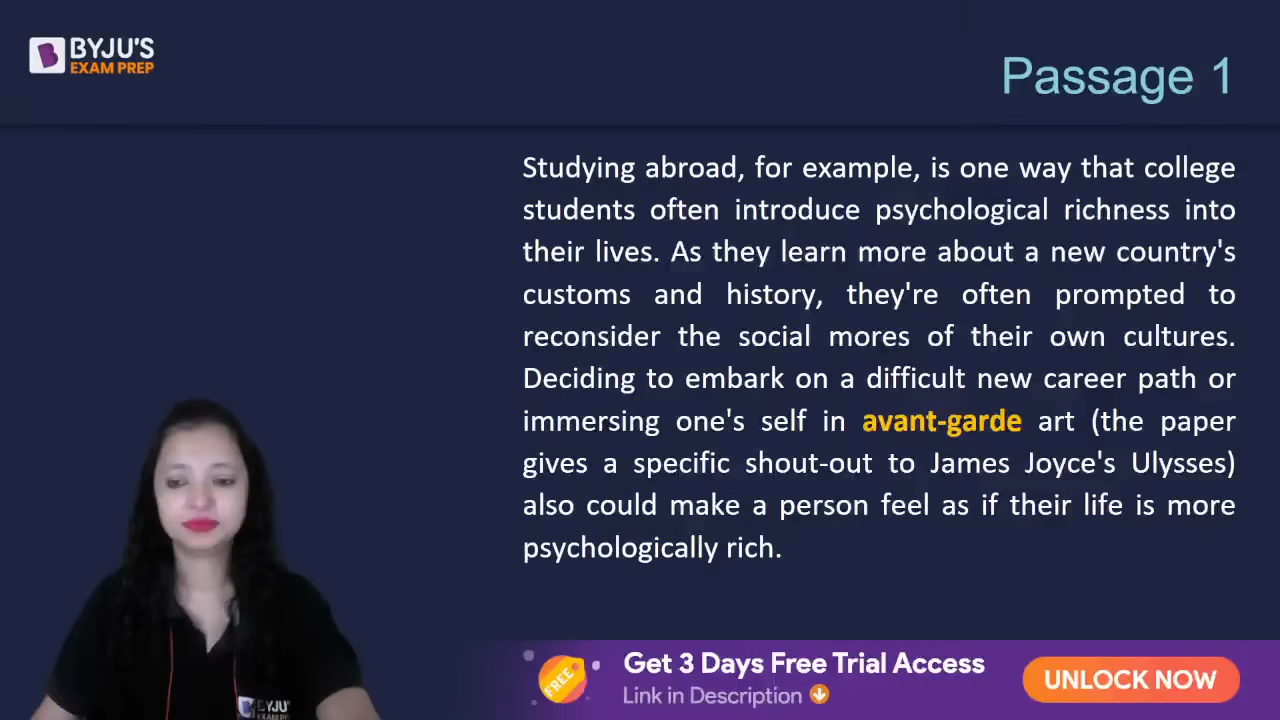 BYJU'S
EXAM PREP
Passage 1
Studying abroad, for example, is one way that college
students often introduce psychological richness into
their lives. As they learn more about a new country's
customs and history, they're often prompted to
reconsider the social mores of their own cultures.
Deciding to embark on a difficult new career path or
immersing one's self in avant-garde art (the paper
gives a specific shout-out to James Joyce's Ulysses)
also could make a person feel as if their life is more
psychologically rich.
FREE
Get 3 Days Free Trial Access
Link in Description
UNLOCK NOW
BYJU'S
EXAM PREP